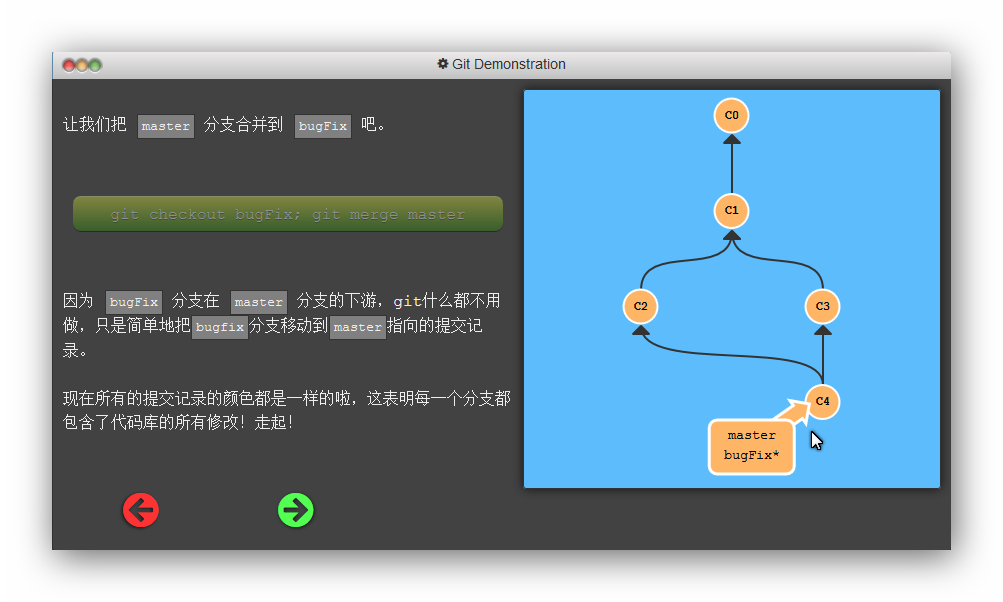 Git Demonstration
让我们把 master 分支合并到 bugFix 吧。
git checkout bugFix; git merge master
因为 bugFix 分支在 master 分支的下游，git什么都不用
做，只是简单地把bugfix分支移动到master指向的提交记
录。
现在所有的提交记录的颜色都是一样的啦，这表明每一个分支都
包含了代码库的所有修改！走起！
C0
C1
C2
C3
C4
master
bugFix*